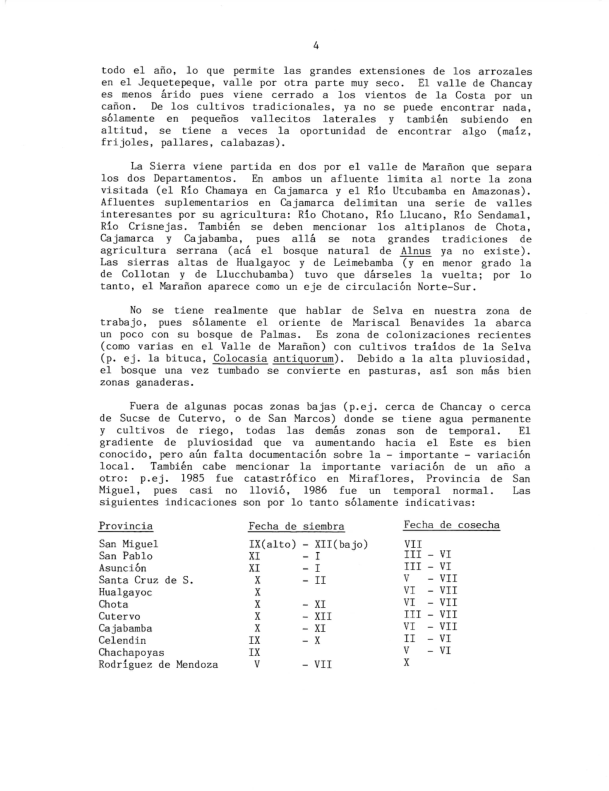 4
todo el año, lo que permite las grandes extensiones de los arrozales
en el Jequetepeque, valle por otra parte muy seco. El valle de Chancay
es menos árido pues viene cerrado a los vientos de la Costa por un
cañon. De los cultivos tradicionales, ya no se puede encontrar nada,
sólamente en pequeños vallecitos laterales y también subiendo en
altitud, se tiene a veces la oportunidad de encontrar algo (maíz,
frijoles, pallares, calabazas).
La Sierra viene partida en dos por el valle de Marañon que separa
los dos Departamentos. En ambos un afluente limita al norte la zona
visitada (el Río Chamaya en Cajamarca y el Río Utcubamba en Amazonas).
Afluentes suplementarios en Cajamarca delimitan una serie de valles
interesantes por su agricultura: Río Chotano, Río Llucano, Río Sendamal,
Río Crisnejas. También se deben mencionar los altiplanos de Chota,
Cajamarca y Cajabamba, pues allá se nota grandes tradiciones de
agricultura serrana (acá el bosque natural de Alnus ya no existe).
Las sierras altas de Hualgayoc y de Leimebamba (y en menor grado la
de Collotan y de Llucchubamba) tuvo que dárseles la vuelta; por lo
tanto, el Marañon aparece como un eje de circulación Norte-Sur.
No se tiene realmente que hablar de Selva en nuestra zona de
trabajo, pues sólamente el oriente de Mariscal Benavides la abarca
un poco con su bosque de Palmas. Es zona de colonizaciones recientes
(como varias en el Valle de Marañon) con cultivos traídos de la Selva
(p. ej. la bituca, Colocasia antiquorum). Debido a la alta pluviosidad,
el bosque una vez tumbado se convierte en pasturas, así son más bien
zonas ganaderas.
Fuera de algunas pocas zonas bajas (p.ej. cerca de Chancay o cerca
de Sucse de Cutervo, o de San Marcos) donde se tiene agua permanente
y cultivos de riego, todas las demás zonas son de temporal. El
gradiente de pluviosidad que va aumentando hacia el Este es bien
conocido, pero aún falta documentación sobre la – importante – variación
local. También cabe mencionar la importante variación de un año a
otro: p.ej. 1985 fue catastrófico en Miraflores, Provincia de San
Miguel, pues casi no llovió, 1986 fue un temporal normal. Las
siguientes indicaciones son por lo tanto sólamente indicativas:
Provincia Fecha de siembra Fecha de cosecha
San Miguel IX(alto) – XII(bajo) VII
San Pablo XI – I III – VI
Asunción XI – I III – VI
Santa Cruz de S. X – II V – VII
Hualgayoc X VI – VII
Chota X – XI VI – VII
Cutervo X – XII III – VII
Cajabamba X – XI VI – VII
Celendin IX – X II – VI
Chachapoyas IX V – VI
Rodríguez de Mendoza V – VII X